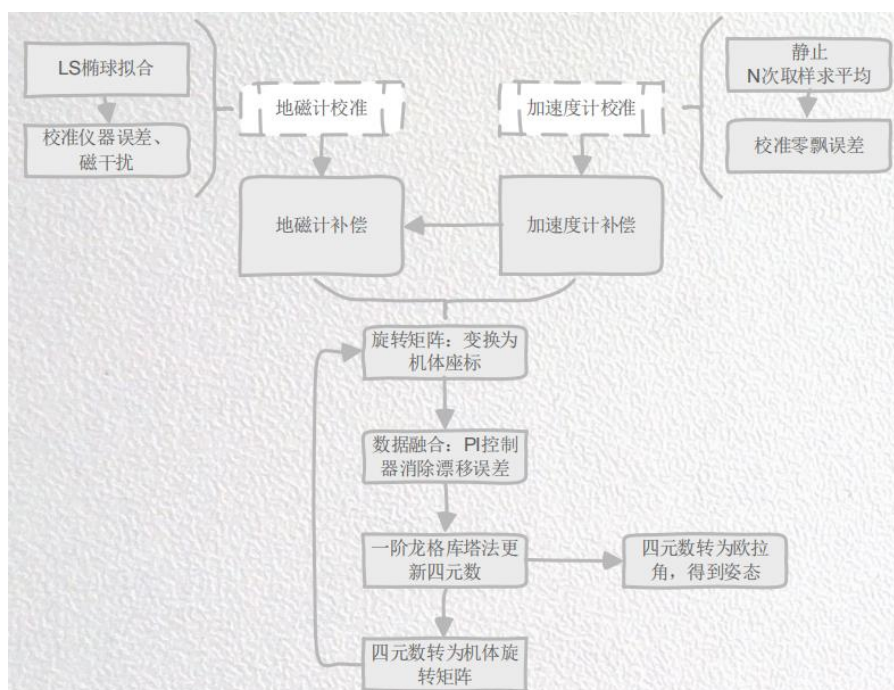 LS椭球拟合
校准仪器误差、
磁干扰
地磁计校准
加速度计校准
静止
N次取样求平均
校准零飘误差
地磁计补偿
加速度计补偿
旋转矩阵：变换为
机体座标
数据融合：PI控制
器消除漂移误差
一阶龙格库塔法更
新四元数
四元数转为欧拉
角，得到姿态
四元数转为机体旋
转矩阵